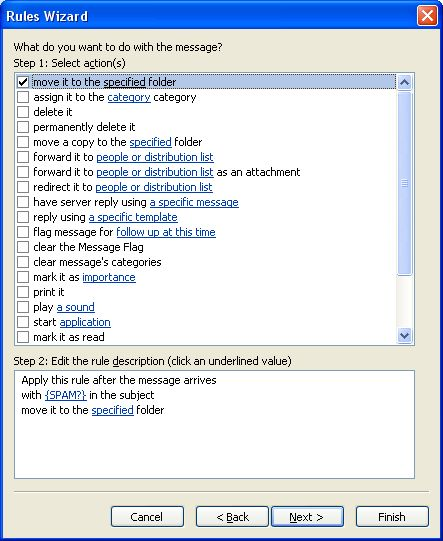 Rules Wizard
What do you want to do with the message?
Step 1: Select action(s)
move it to the specified folder
assign it to the category category
delete it
permanently delete it
move a copy to the specified folder
forward it to people or distribution list
forward it to people or distribution list as an attachment
redirect it to people or distribution list
have server reply using a specific message
reply using a specific template
flag message for follow up at this time
clear the Message Flag
clear message's categories
mark it as importance
print it
play a sound
start application
mark it as read
Step 2: Edit the rule description (click an underlined value)
Apply this rule after the message arrives
with {SPAM?} in the subject
move it to the specified folder
Cancel
< Back
Next >
Finish